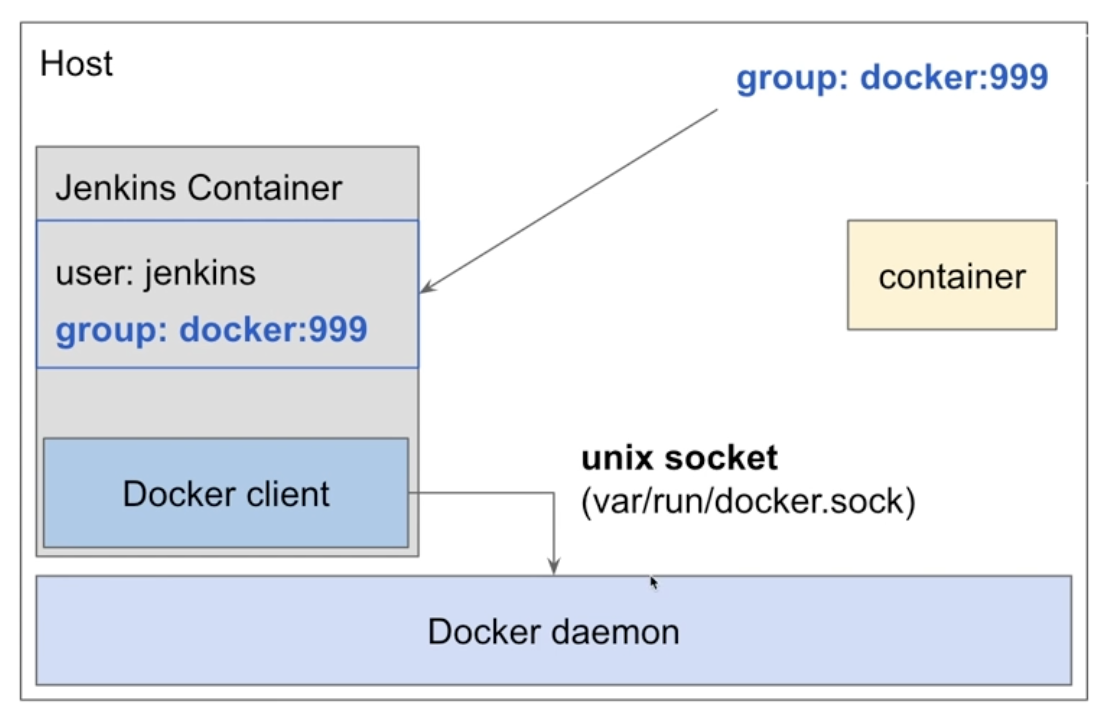 Host
group: docker:999
Jenkins Container
user: jenkins
group: docker:999
container
Docker client
unix socket
(var/run/docker.sock)
Docker daemon